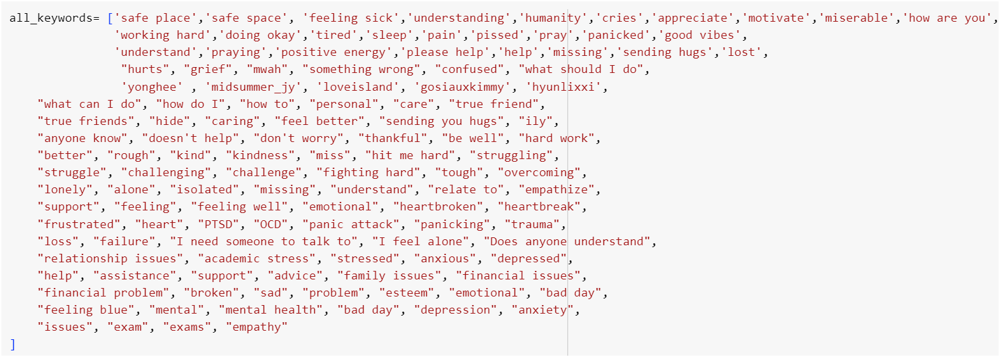 all_keywords= ['safe place','safe space', 'feeling sick','understanding','humanity','cries','appreciate','motivate','miserable','how are you',
'working hard','doing okay','tired','sleep','pain','pissed','pray','panicked','good vibes',
'understand','praying','positive energy','please help','help','missing','sending hugs','lost',
"hurts", "grief", "mwah", "something wrong", "confused", "what should I do",
'yonghee' , 'midsummer_jy', 'loveisland', 'gosiauxkimmy', 'hyunlixxi',
"what can I do", "how do I", "how to", "personal", "care", "true friend",
"true friends", "hide", "caring", "feel better", "sending you hugs", "ily",
"anyone know", "doesn't help", "don't worry", "thankful", "be well", "hard work",
"better", "rough", "kind", "kindness", "miss", "hit me hard", "struggling",
"struggle", "challenging", "challenge", "fighting hard", "tough", "overcoming",
"lonely", "alone", "isolated", "missing", "understand", "relate to", "empathize",
"support", "feeling", "feeling well", "emotional", "heartbroken", "heartbreak",
"frustrated", "heart", "PTSD", "OCD", "panic attack", "panicking", "trauma",
"loss", "failure", "I need someone to talk to", "I feel alone", "Does anyone understand",
"relationship issues", "academic stress", "stressed", "anxious", "depressed",
"help", "assistance", "support", "advice", "family issues", "financial issues",
"financial problem", "broken", "sad", "problem", "esteem", "emotional", "bad day",
"feeling blue", "mental", "mental health", "bad day", "depression", "anxiety",
"issues", "exam", "exams", "empathy"
]